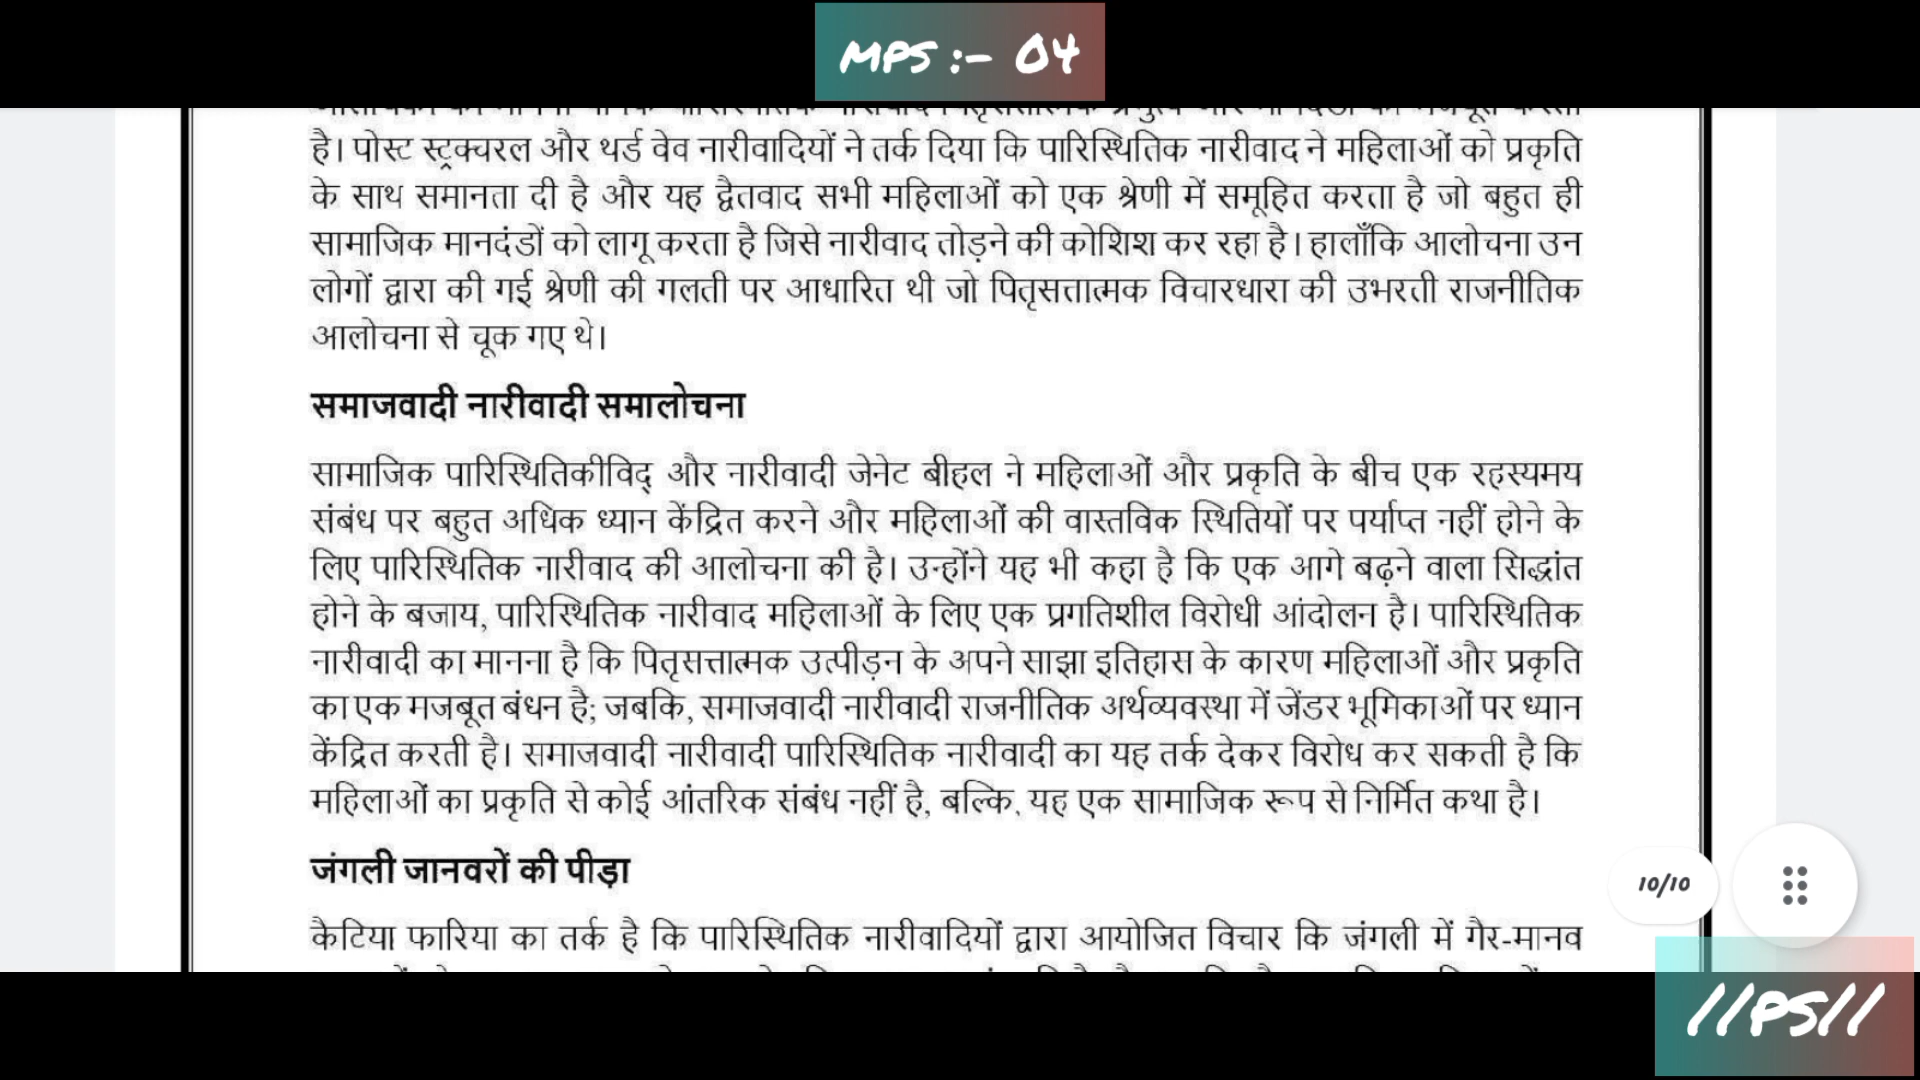 MPS :- 04
है। पोस्ट स्ट्रक्चरल और थर्ड वेव नारीवादियों ने तर्क दिया कि पारिस्थितिक नारीवाद ने महिलाओं को प्रकृति
के साथ समानता दी है और यह द्वैतवाद सभी महिलाओं को एक श्रेणी में समूहित करता है जो बहुत ही
सामाजिक मानदंडों को लागू करता है जिसे नारीवाद तोड़ने की कोशिश कर रहा है। हालाँकि आलोचना उन
लोगों द्वारा की गई श्रेणी की गलती पर आधारित थी जो पितृसत्तात्मक विचारधारा की उभरती राजनीतिक
आलोचना से चूक गए थे।
समाजवादी नारीवादी समालोचना
सामाजिक पारिस्थितिकीविद् और नारीवादी जेनेट बीहल ने महिलाओं और प्रकृति के बीच एक रहस्यमय
संबंध पर बहुत अधिक ध्यान केंद्रित करने और महिलाओं की वास्तविक स्थितियों पर पर्याप्त नहीं होने के
लिए पारिस्थितिक नारीवाद की आलोचना की है। उन्होंने यह भी कहा है कि एक आगे बढ़ने वाला सिद्धांत
होने के बजाय, पारिस्थितिक नारीवाद महिलाओं के लिए एक प्रगतिशील विरोधी आंदोलन है। पारिस्थितिक
नारीवादी का मानना है कि पितृसत्तात्मक उत्पीड़न के अपने साझा इतिहास के कारण महिलाओं और प्रकृति
का एक मजबूत बंधन है; जबकि, समाजवादी नारीवादी राजनीतिक अर्थव्यवस्था में जेंडर भूमिकाओं पर ध्यान
केंद्रित करती है। समाजवादी नारीवादी पारिस्थितिक नारीवादी का यह तर्क देकर विरोध कर सकती है कि
महिलाओं का प्रकृति से कोई आंतरिक संबंध नहीं है, बल्कि, यह एक सामाजिक रूप से निर्मित कथा है।
जंगली जानवरों की पीड़ा
10/10
कैटिया फारिया का तर्क है कि पारिस्थितिक नारीवादियों द्वारा आयोजित विचार कि जंगली में गैर-मानव
//PS//